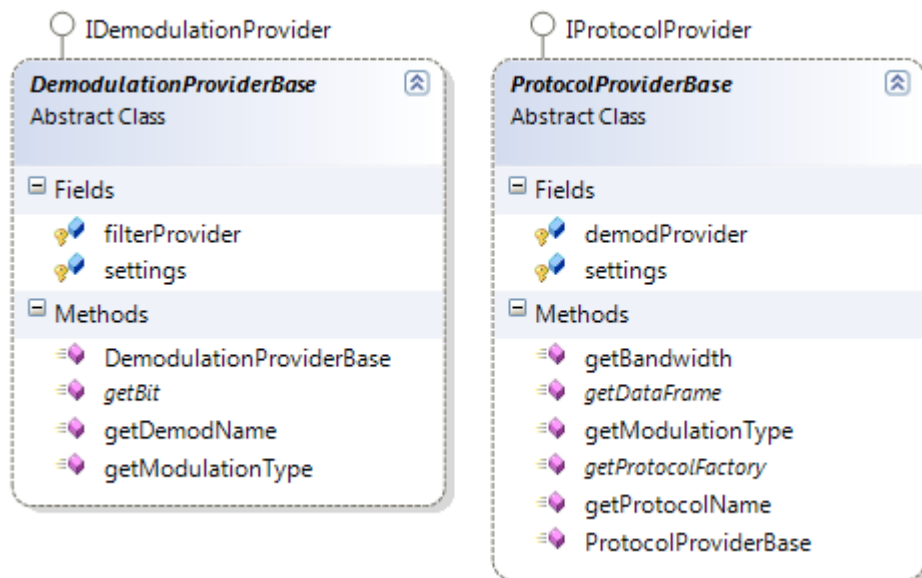 IDemodulationProvider
DemodulationProviderBase
Abstract Class
Fields
filterProvider
settings
Methods
DemodulationProviderBase
getBit
getDemodName
getModulationType
IProtocolProvider
ProtocolProviderBase
Abstract Class
Fields
demodProvider
settings
Methods
getBandwidth
getDataFrame
getModulationType
getProtocolFactory
getProtocolName
ProtocolProviderBase